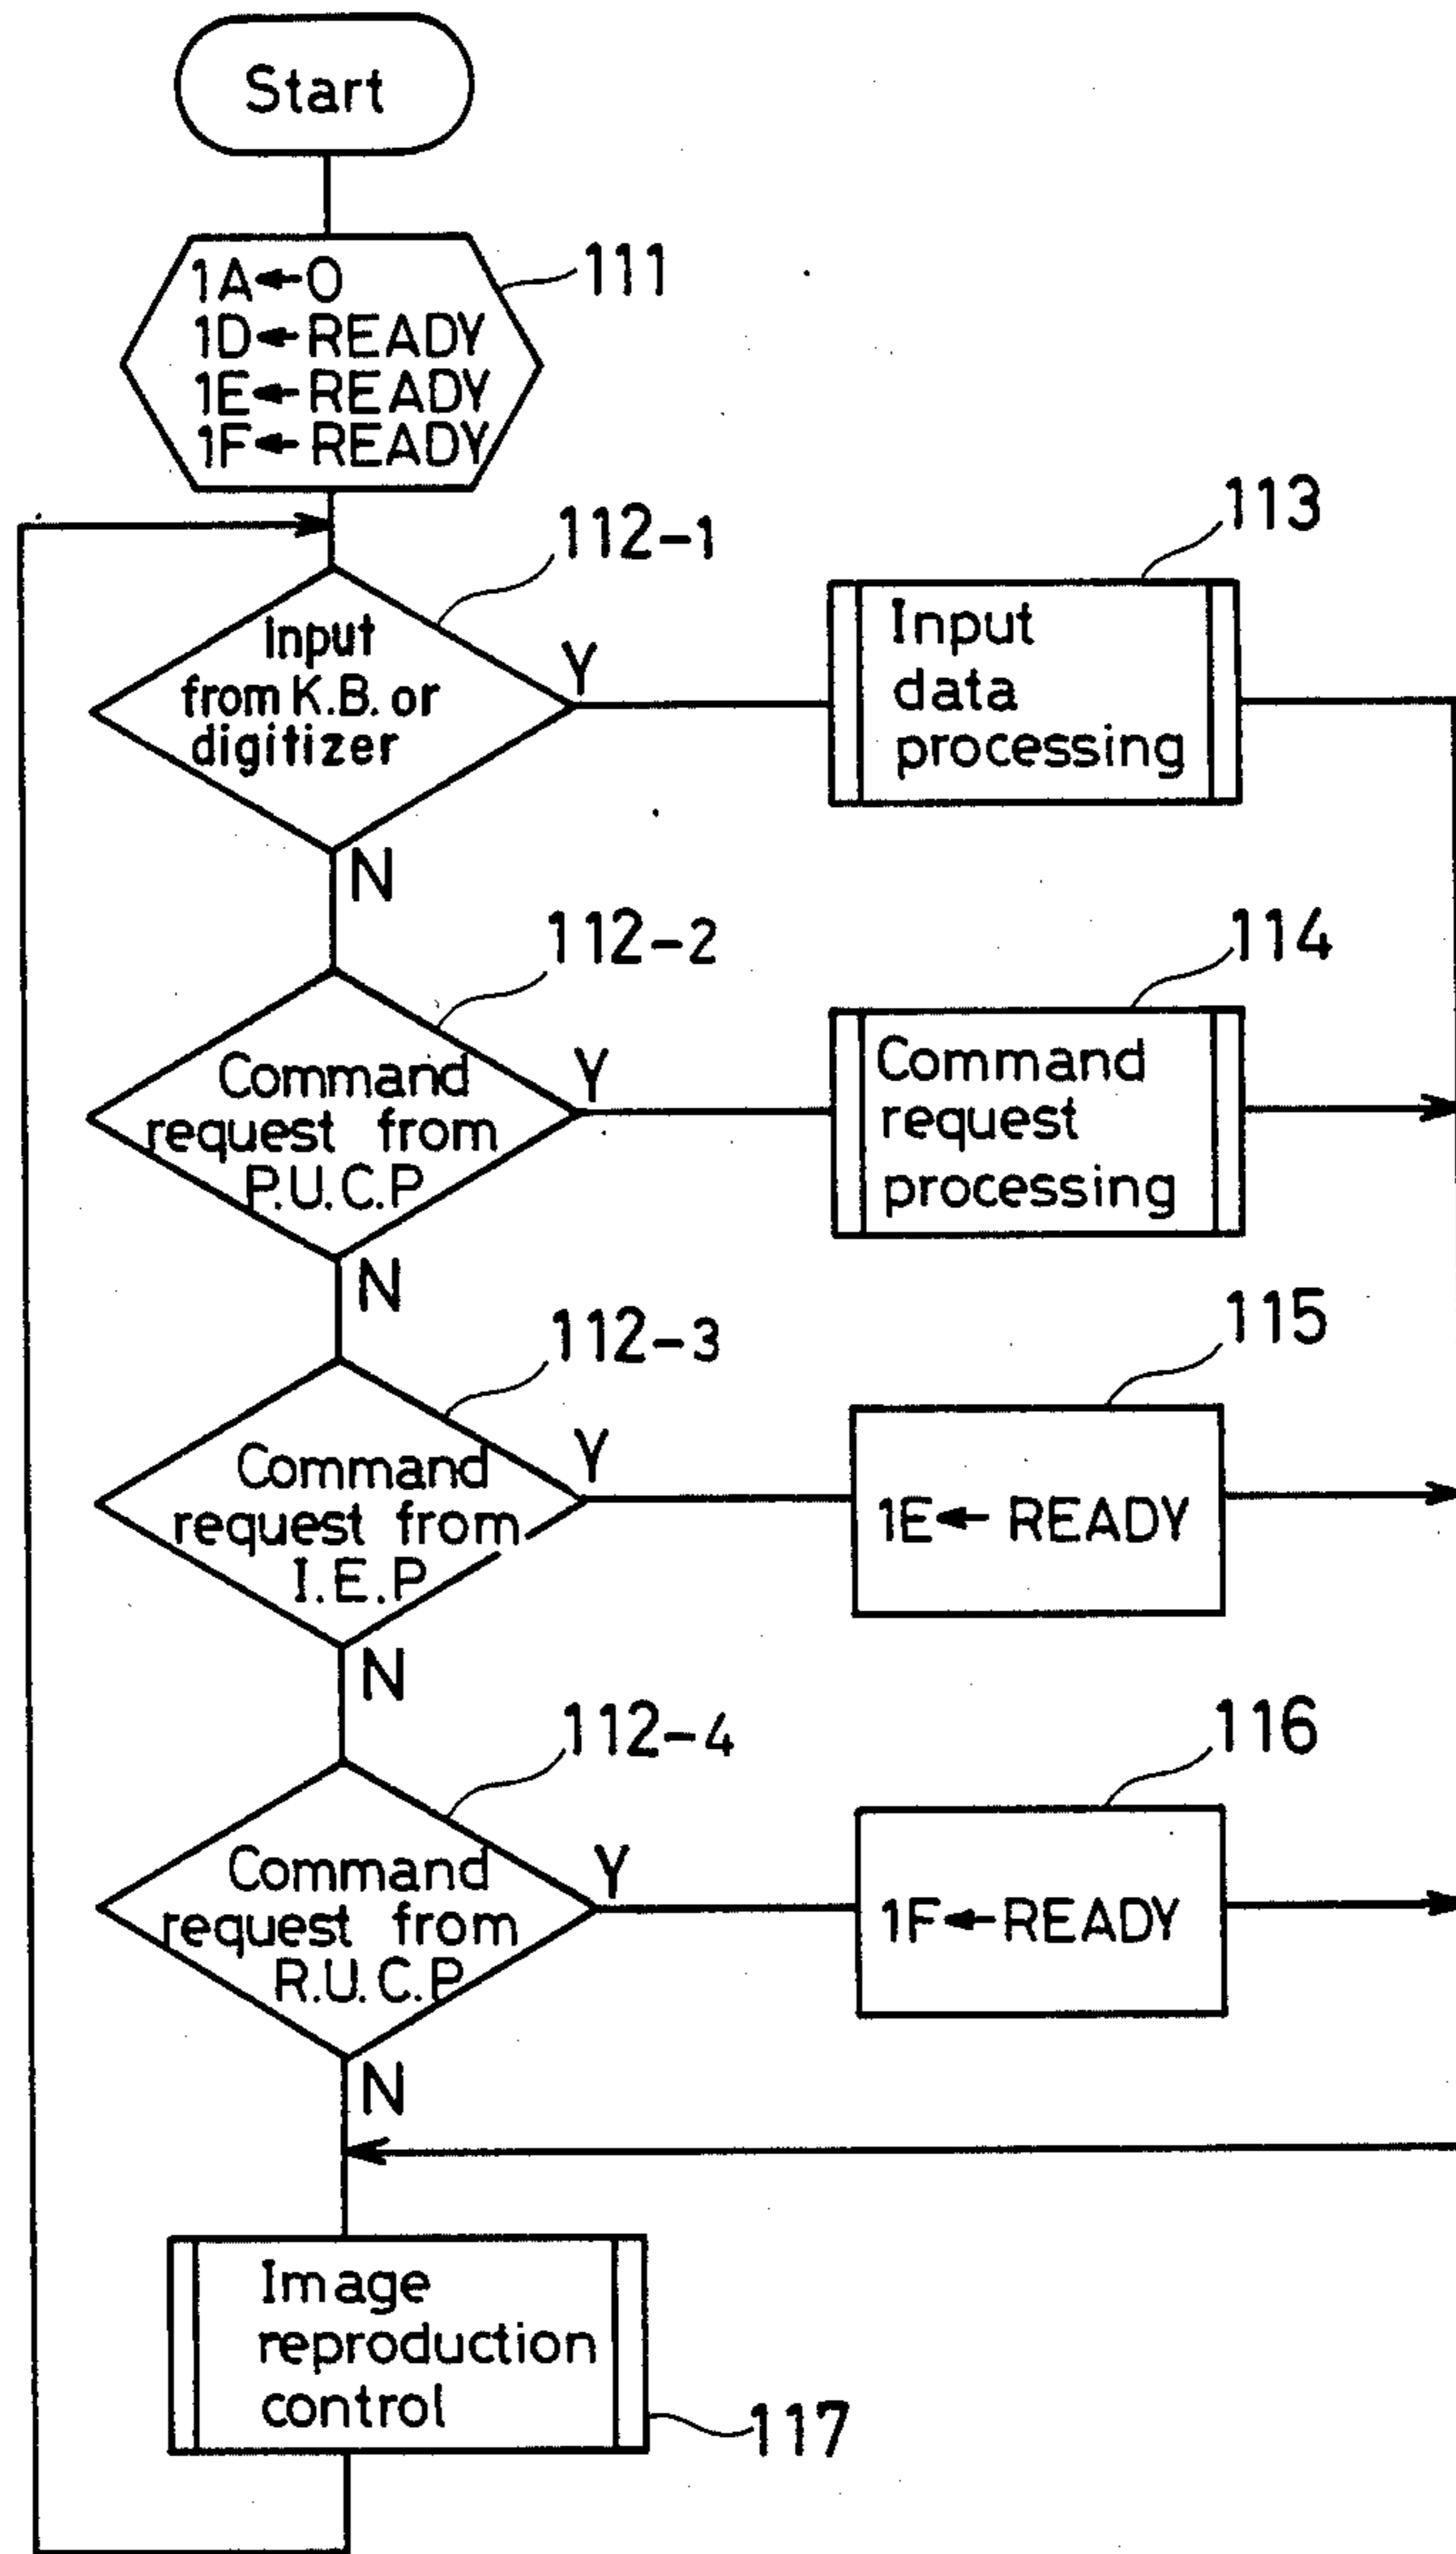 Start
1A←0
1D←READY
1E←READY
1F←READY
111
112-1
Input
from K.B. or
digitizer
Y
N
113
Input
data
processing
112-2
Command
request from
P.U.C.P
Y
N
114
Command
request
processing
112-3
Command
request from
I.E.P
Y
N
115
1E← READY
112-4
Command
request from
R.U.C.P
Y
N
116
1F←READY
Image
reproduction
control
117